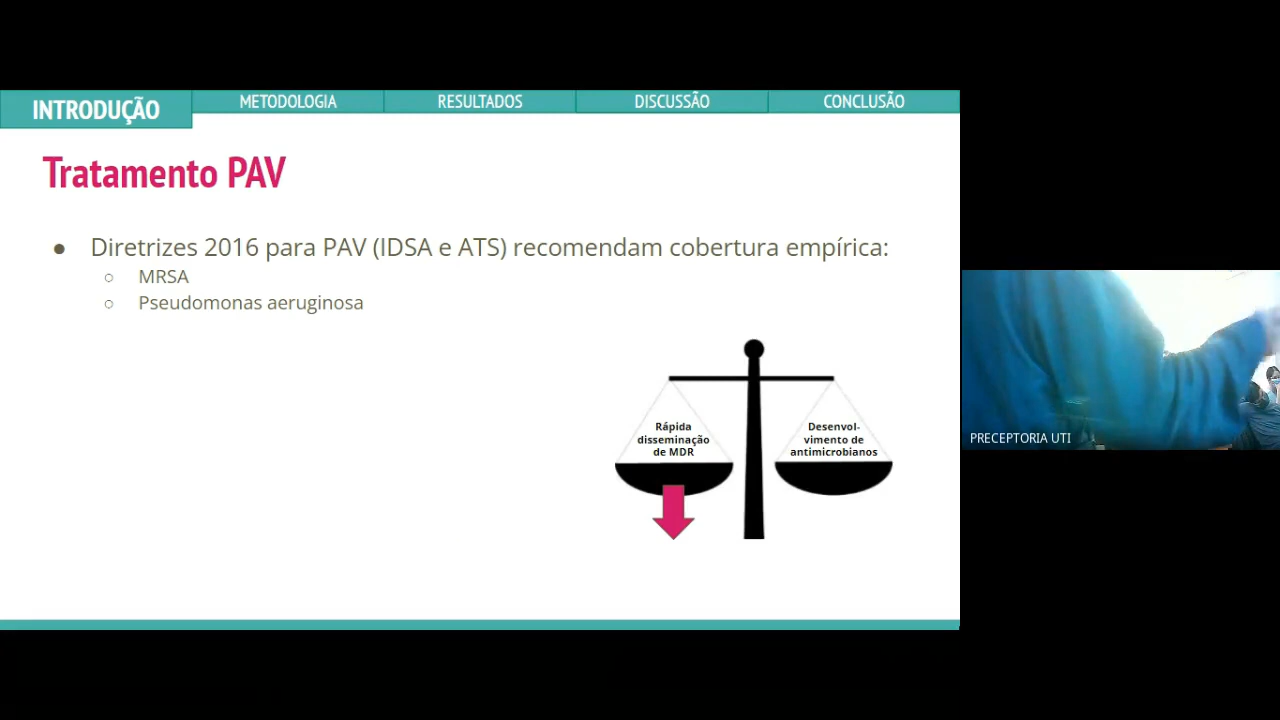 INTRODUÇÃO
METODOLOGIA
RESULTADOS
DISCUSSÃO
CONCLUSÃO
Tratamento PAV
● Diretrizes 2016 para PAV (IDSA e ATS) recomendam cobertura empírica:
○ MRSA
○ Pseudomonas aeruginosa
Rápida
disseminação
de MDR
Desenvol-
vimento de
antimicrobianos
PRECEPTORIA UTI